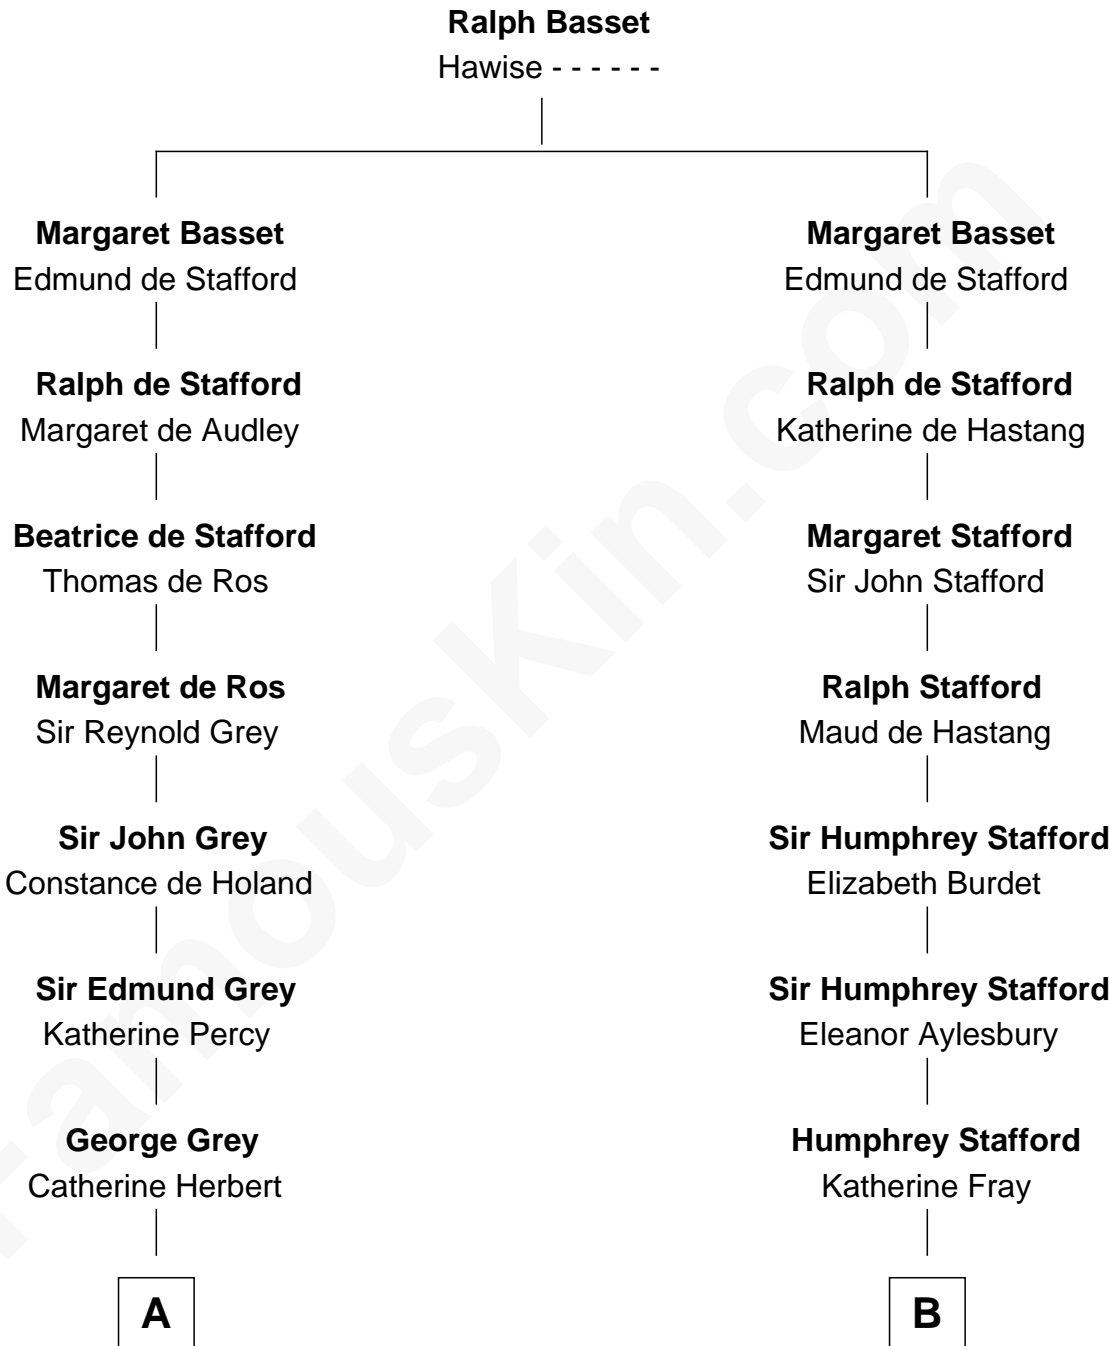 Ralph Basset
Hawise - - - - - -
Margaret Basset
Edmund de Stafford
Margaret Basset
Edmund de Stafford
Ralph de Stafford
Margaret de Audley
Ralph de Stafford
Katherine de Hastang
Beatrice de Stafford
Thomas de Ros
Margaret Stafford
Sir John Stafford
Margaret de Ros
Sir Reynold Grey
Ralph Stafford
Maud de Hastang
Sir John Grey
Constance de Holand
Sir Humphrey Stafford
Elizabeth Burdet
Sir Edmund Grey
Katherine Percy
Sir Humphrey Stafford
Eleanor Aylesbury
George Grey
Catherine Herbert
Humphrey Stafford
Katherine Fray
A
B
FamousKin.com